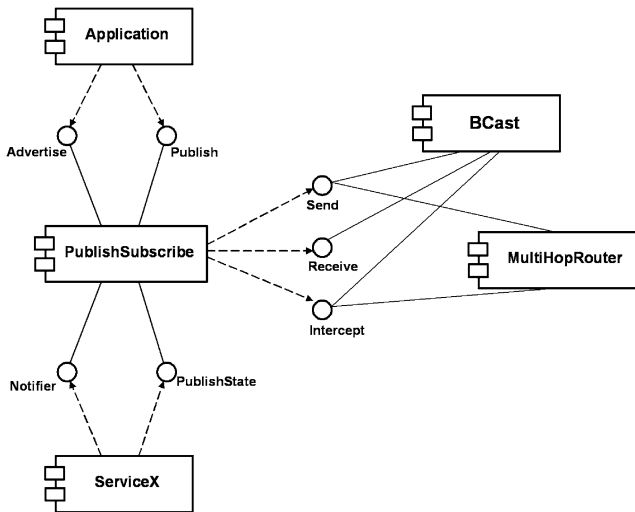 Application
BCast
Advertise
Publish
Send
PublishSubscribe
MultiHopRouter
Receive
Intercept
Notifier
PublishState
ServiceX